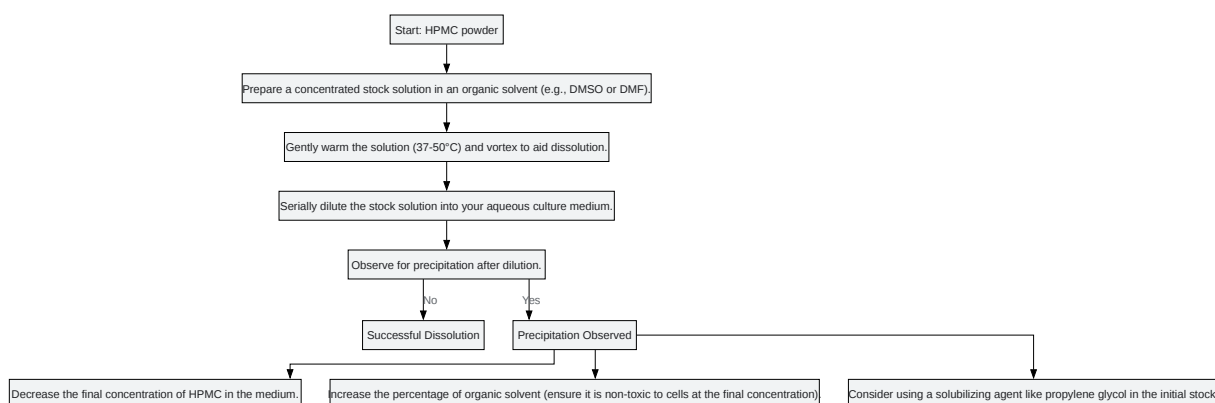 Start: HPMC powder
Prepare a concentrated stock solution in an organic solvent (e.g., DMSO or DMF).
Gently warm the solution (37-50°C) and vortex to aid dissolution.
Serially dilute the stock solution into your aqueous culture medium.
Observe for precipitation after dilution.
No
Yes
Successful Dissolution
Precipitation Observed
Decrease the final concentration of HPMC in the medium.
Increase the percentage of organic solvent (ensure it is non-toxic to cells at the final concentration).
Consider using a solubilizing agent like propylene glycol in the initial stock